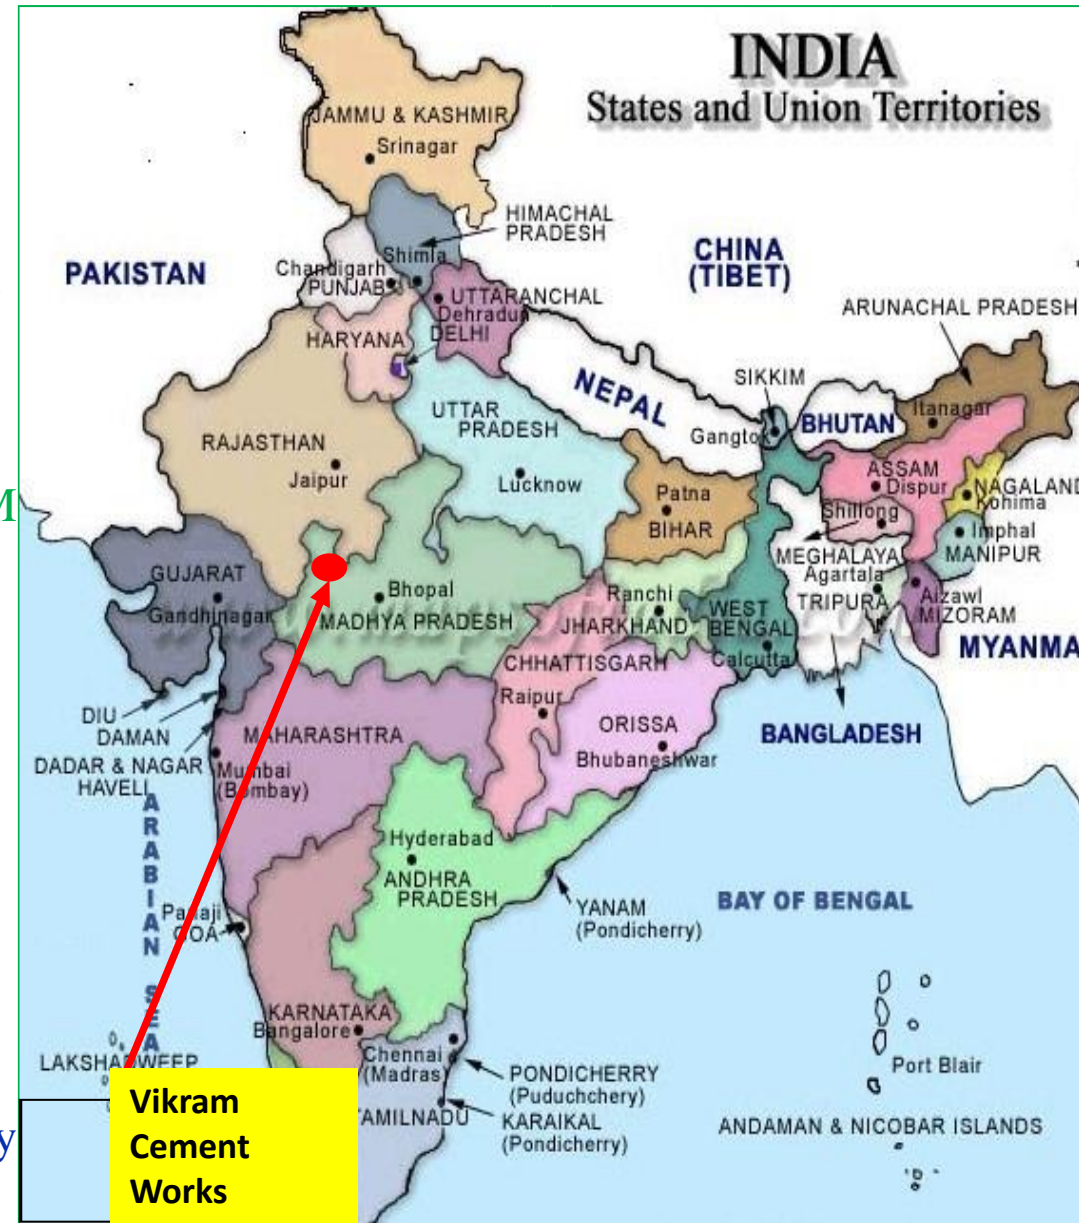 INDIA
States and Union Territories
JAMMU & KASHMIR
Srinagar
HIMACHAL
PRADESH
CHINA
(TIBET)
PAKISTAN
Shimla
Chandigarh
PUNJAB
UTTARANCHAL
Dehradun
ARUNACHAL PRADESH
HARYANA
DELHI
NEPAL
SIKKIM
BHUTAN
Itanagar
Gangtok
UTTAR
PRADESH
RAJASTHAN
Jaipur
Lucknow
Patna
BIHAR
ASSAM
Dispur
NAGALAND
Kohima
M
Shillong
Imphal
MANIPUR
MEGHALAYA
Agartala
TRIPURA
Aizawl
MIZORAM
GUJARAT
Gandhinagar
Bhopal
MADHYA PRADESH
Ranchi
JHARKHAND
WEST
BENGAL
Calcutta
MYANMA
CHHATTISGARH
Raipur
ORISSA
Bhubaneshwar
BANGLADESH
DIU
DAMAN
DADAR & NAGAR
HAVELI
MAHARASHTRA
Mumbai
(Bombay)
ARABIAN SEA
Hyderabad
ANDHRA
PRADESH
YANAM
(Pondicherry)
BAY OF BENGAL
Panaji
GOA
KARNATAKA
Bangalore
LAKSHADWEEP
Chennai
(Madras)
PONDICHERRY
(Puduchchery)
Port Blair
TAMILNADU
KARAIKAL
(Pondicherry)
ANDAMAN & NICOBAR ISLANDS
y
Vikram
Cement
Works